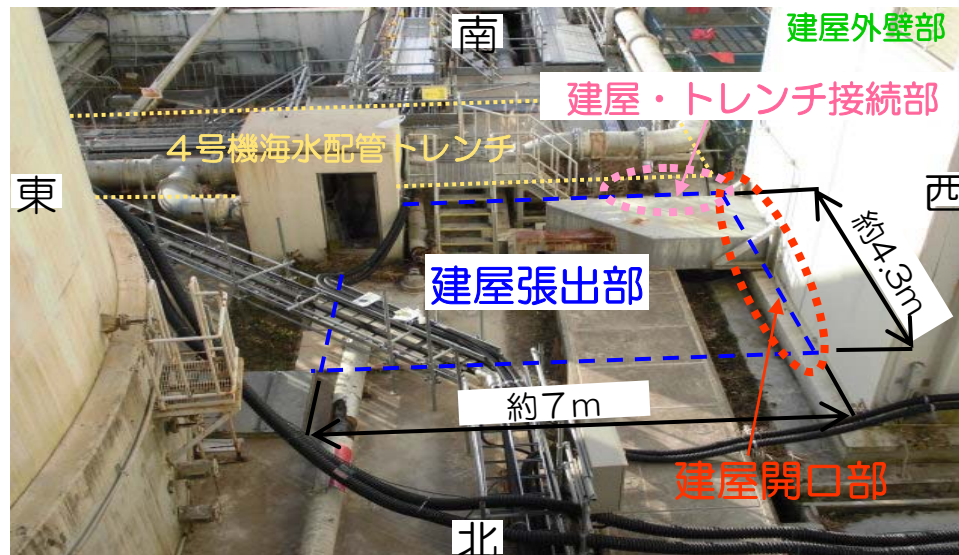 南
建屋外壁部
建屋・トレンチ接続部
４号機海水配管トレンチ
東
西
約4.3m
建屋張出部
約７ｍ
建屋開口部
北